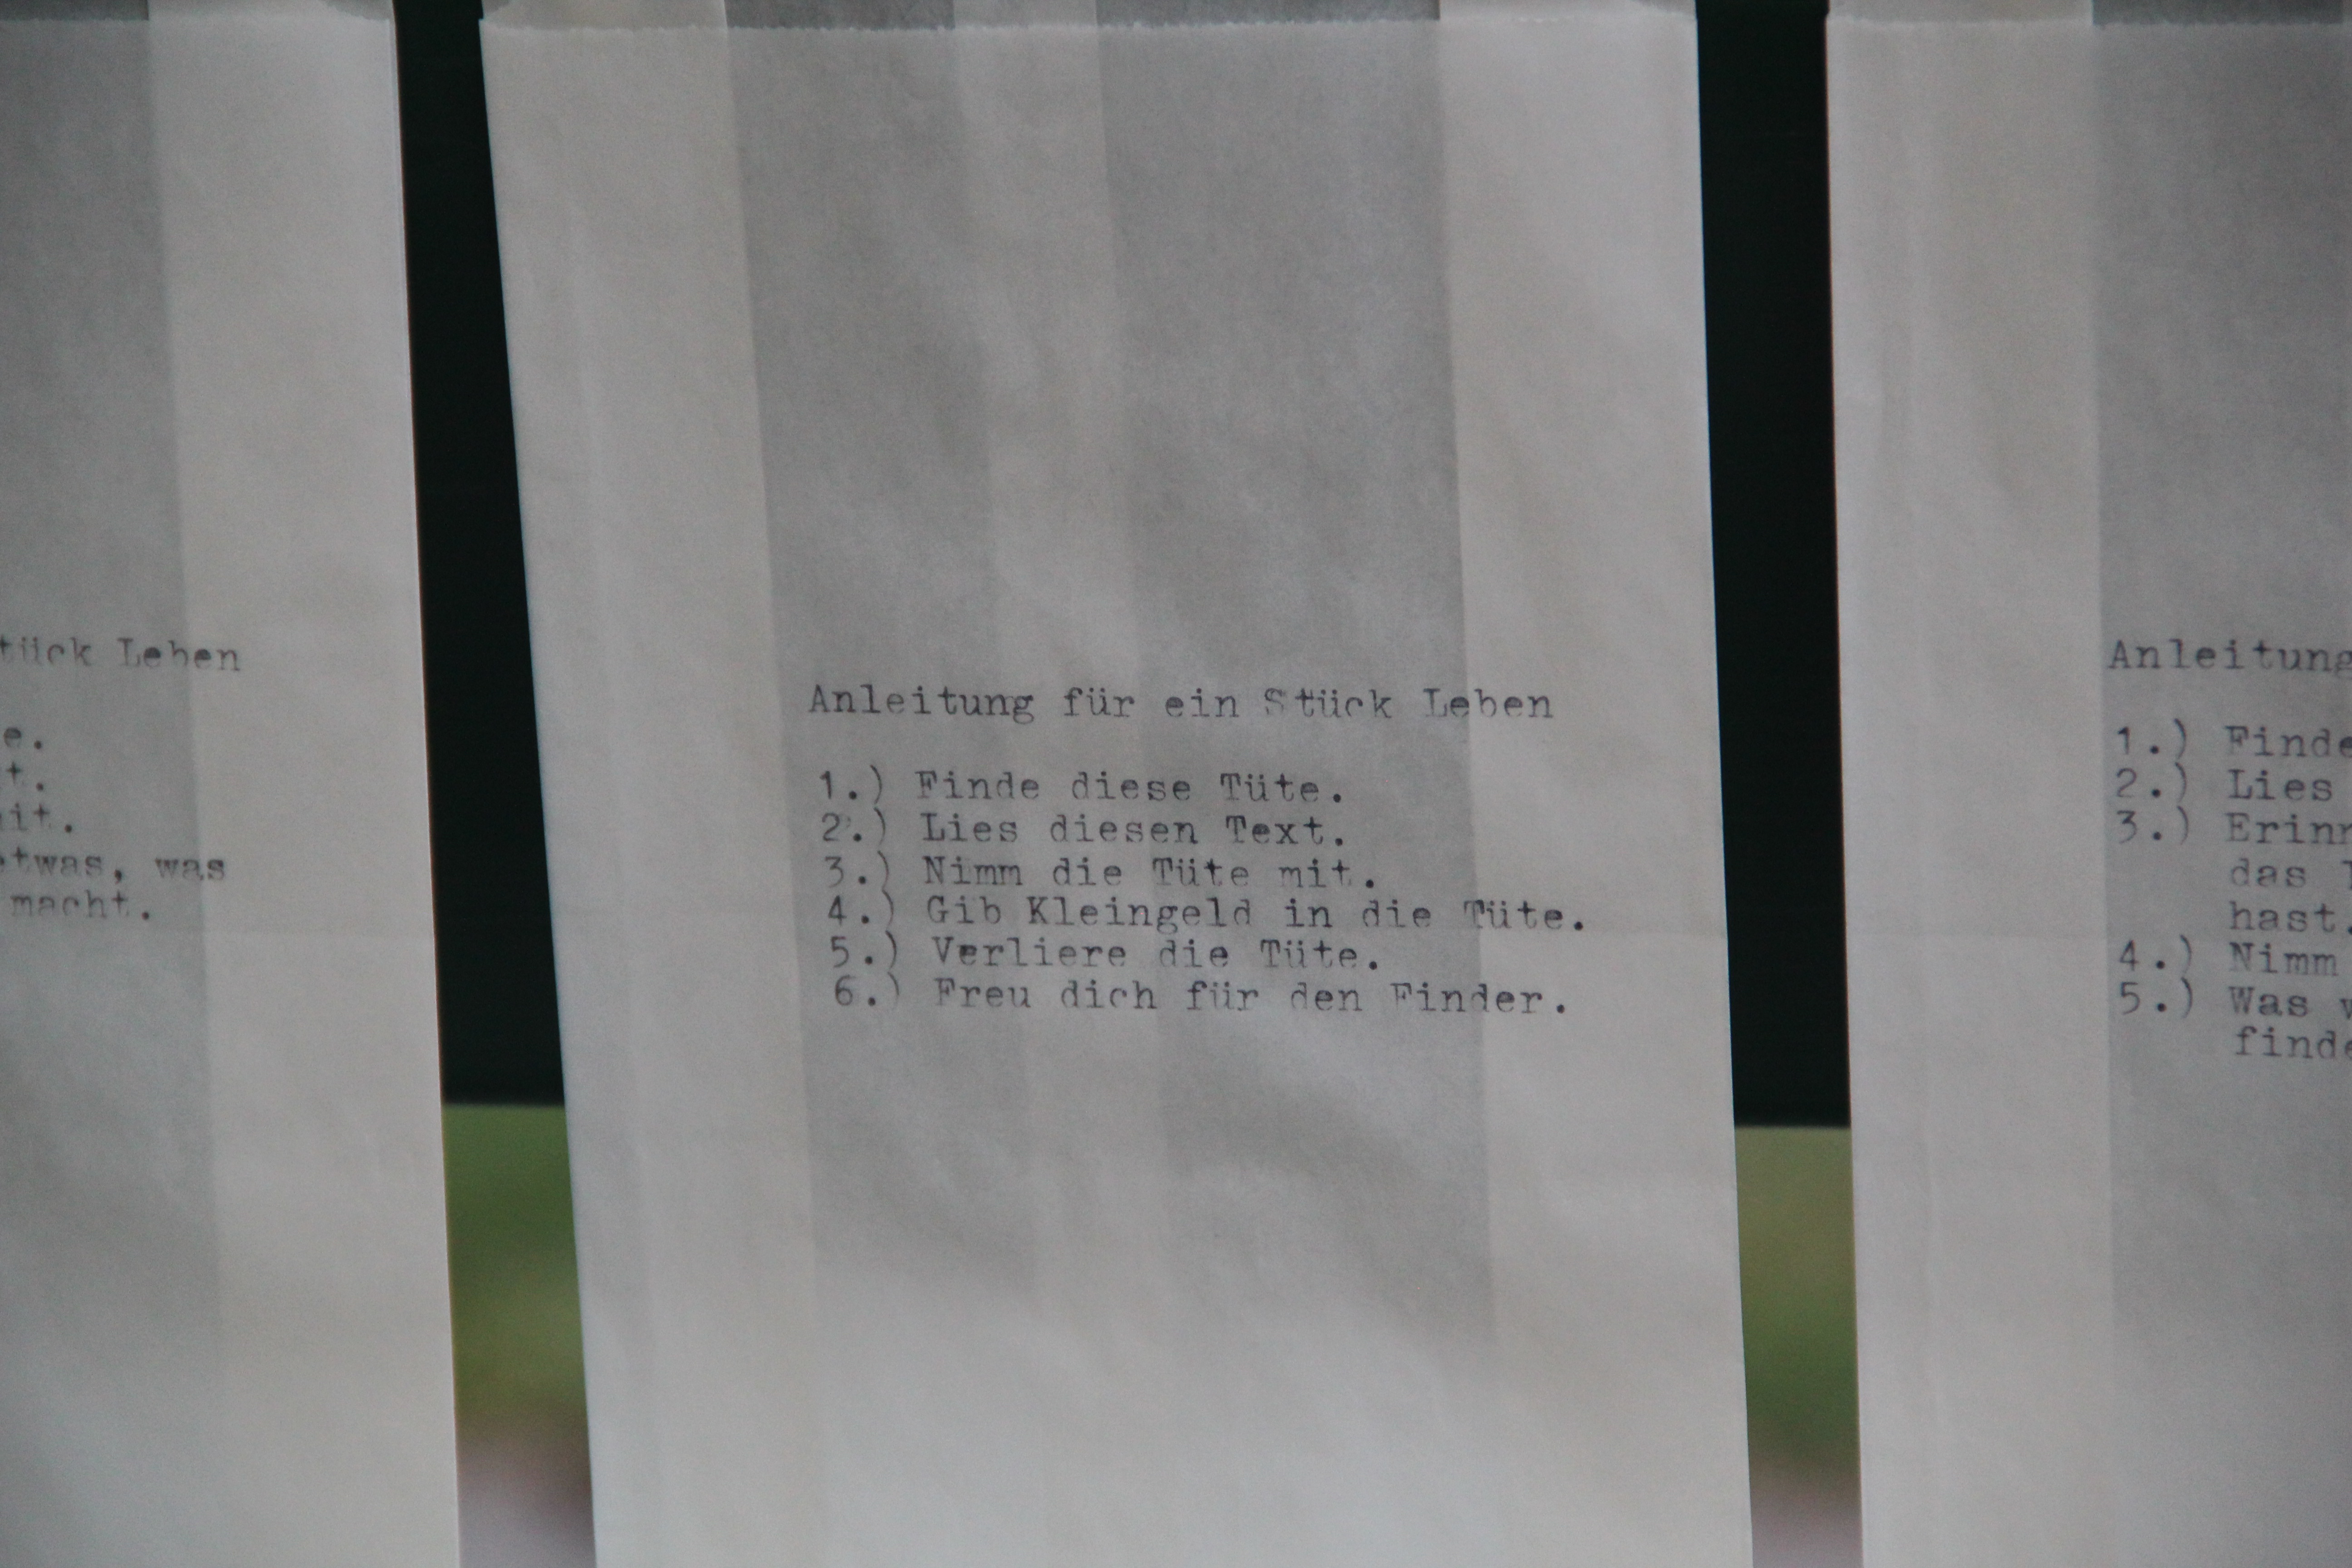 tück Leben
e.
t.
it.
etwas, was
macht.
Anleitung für ein Stück Leben
1.) Finde diese Tüte.
2.) Lies diesen Text.
3.) Nimm die Tüte mit.
4.) Gib Kleingeld in die Tüte.
5.) Verliere die Tüte.
6.) Freu dich für den Finder.
Anleitung
1.) Finde
2.) Lies
3.) Erinn
das
hast.
4.) Nimm
5.) Was
finde